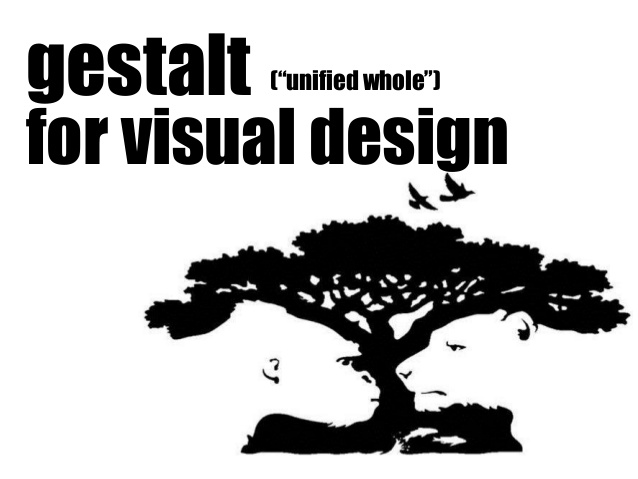 gestalt (“unified whole”)
for visual design